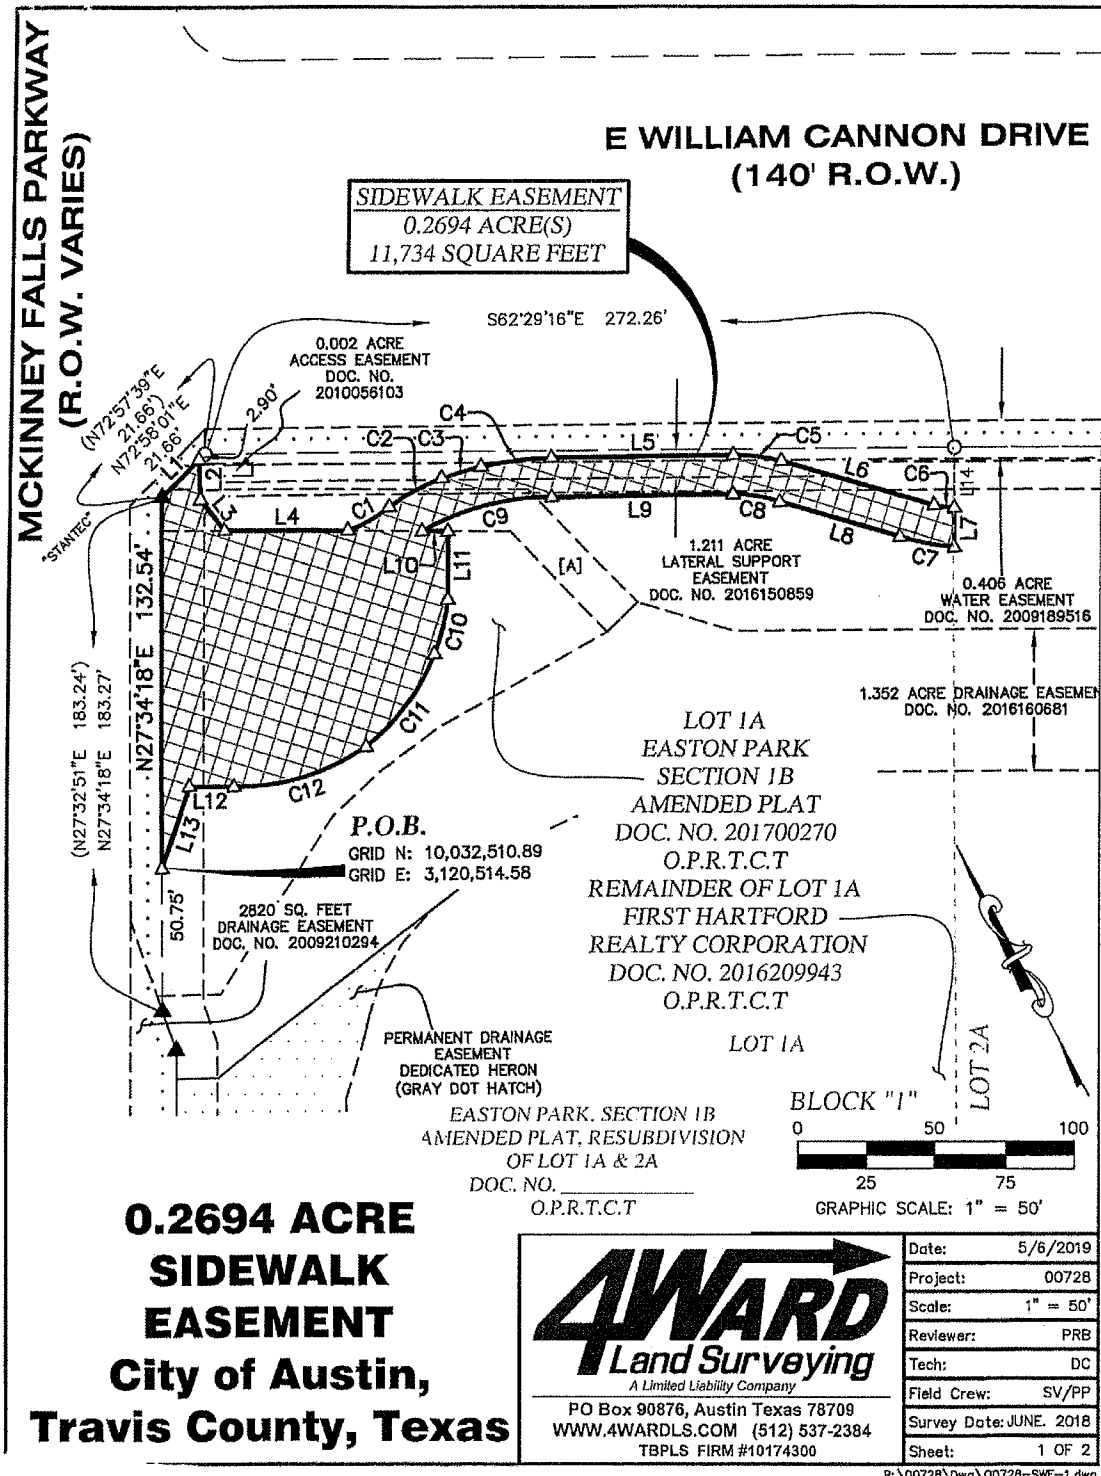 MCKINNEY FALLS PARKWAY
(R.O.W. VARIES)
E WILLIAM CANNON DRIVE
(140' R.O.W.)
SIDEWALK EASEMENT
0.2694 ACRE(S)
11,734 SQUARE FEET
S62°29'16"E 272.26'
0.002 ACRE
ACCESS EASEMENT
DOC. NO.
2010056103
(N72°57'39"E
21.66')
N72°58'01"E
21.66'
2.90'
L1
L2
L3
L4
C1
C2
C3
C4
L5
C5
L6
C6
L14
L7
C7
L8
C8
L9
C9
L10
L11
C10
C11
C12
L12
L13
"STANTEC"
[A]
1.211 ACRE
LATERAL SUPPORT
EASEMENT
DOC. NO. 2016150859
0.406 ACRE
WATER EASEMENT
DOC. NO. 2009189516
1.352 ACRE DRAINAGE EASEMEN
DOC. NO. 2016160681
N27°34'18"E 132.54'
(N27°32'51"E 183.24')
N27°34'18"E 183.27'
50.75'
P.O.B.
GRID N: 10,032,510.89
GRID E: 3,120,514.58
2820 SQ. FEET
DRAINAGE EASEMENT
DOC. NO. 2009210294
LOT 1A
EASTON PARK
SECTION 1B
AMENDED PLAT
DOC. NO. 201700270
O.P.R.T.C.T
REMAINDER OF LOT 1A
FIRST HARTFORD
REALTY CORPORATION
DOC. NO. 2016209943
O.P.R.T.C.T
LOT 1A
LOT 2A
BLOCK "1"
PERMANENT DRAINAGE
EASEMENT
DEDICATED HERON
(GRAY DOT HATCH)
EASTON PARK, SECTION 1B
AMENDED PLAT, RESUBDIVISION
OF LOT 1A & 2A
DOC. NO. ____________
O.P.R.T.C.T
0 50 100
25 75
GRAPHIC SCALE: 1" = 50'
0.2694 ACRE
SIDEWALK
EASEMENT
City of Austin,
Travis County, Texas
4WARD
Land Surveying
A Limited Liability Company
PO Box 90876, Austin Texas 78709
WWW.4WARDLS.COM (512) 537-2384
TBPLS FIRM #10174300
Date: 5/6/2019
Project: 00728
Scale: 1" = 50'
Reviewer: PRB
Tech: DC
Field Crew: SV/PP
Survey Date: JUNE. 2018
Sheet: 1 OF 2
P:\00728\Dwg\00728-SWE-1.dwg